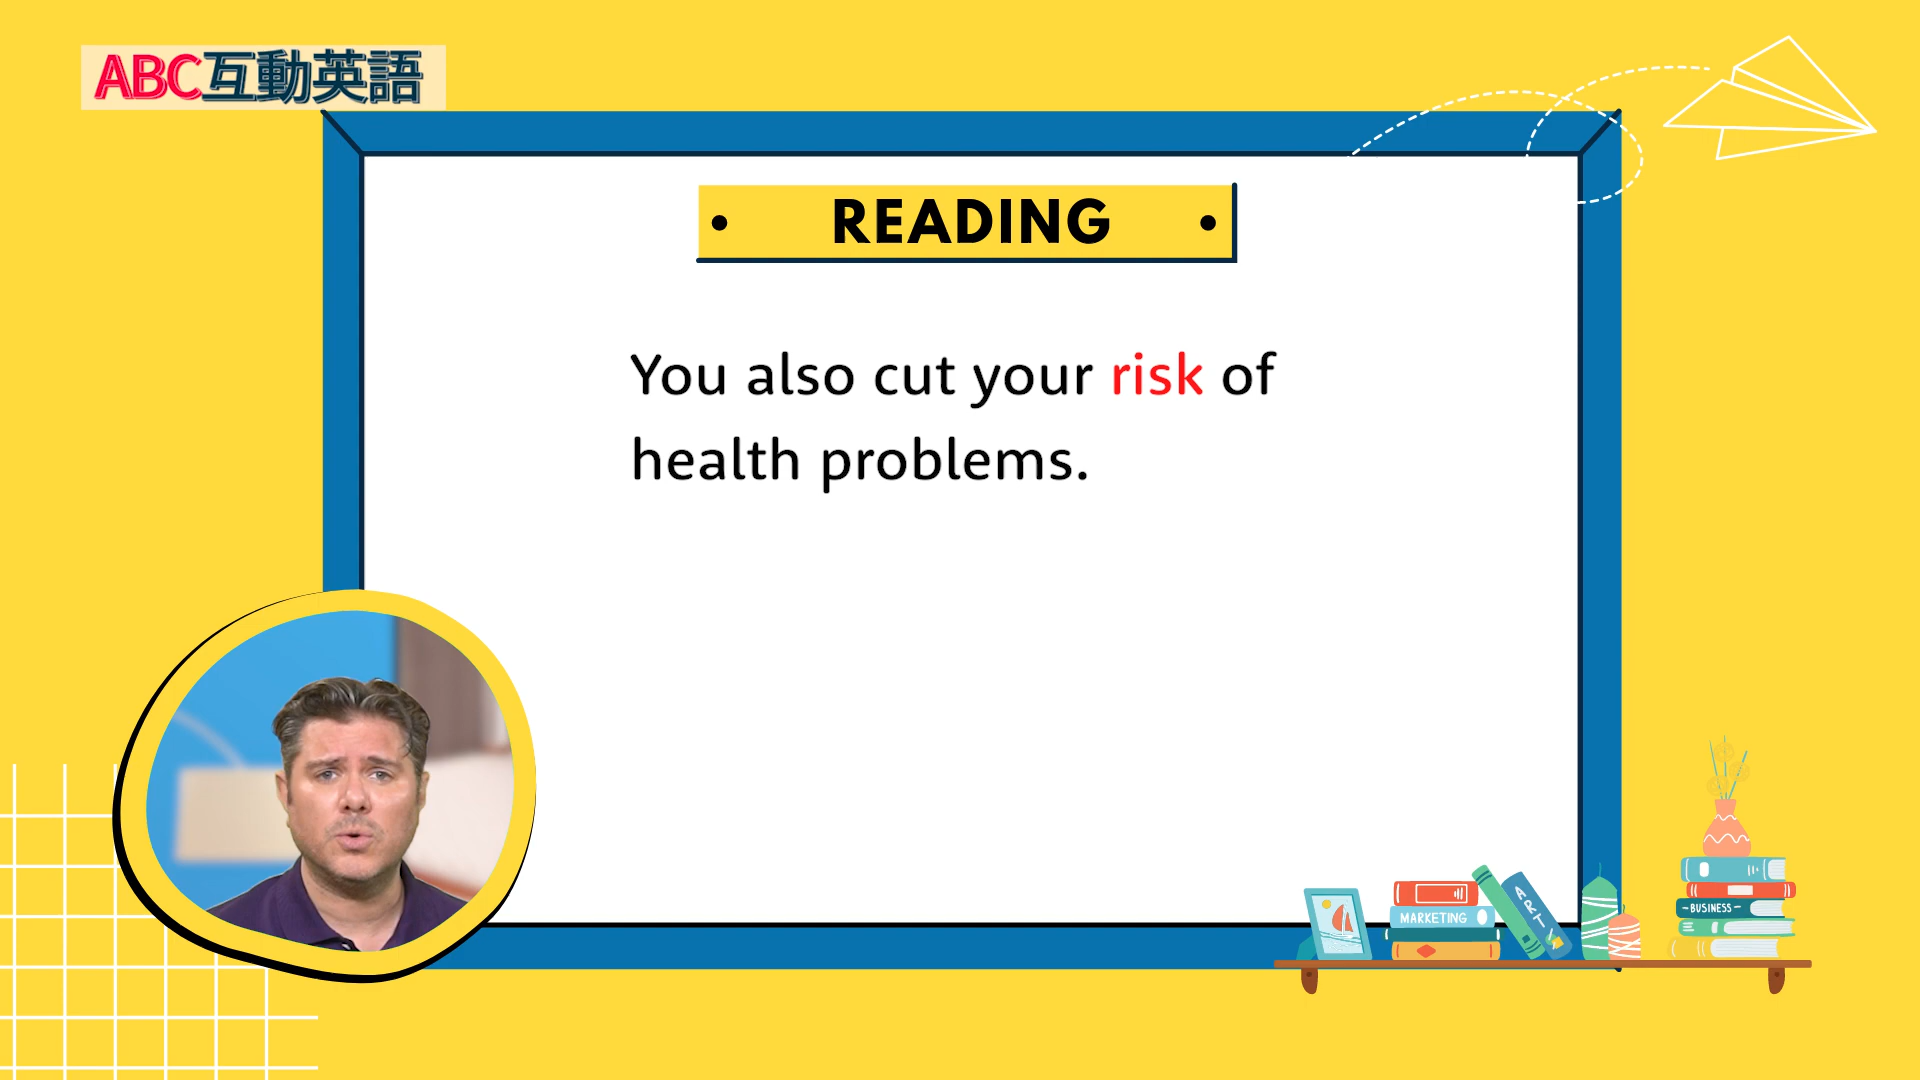 ABC互動英語
READING
You also cut your risk of
health problems.
MARKETING
ART
BUSINESS